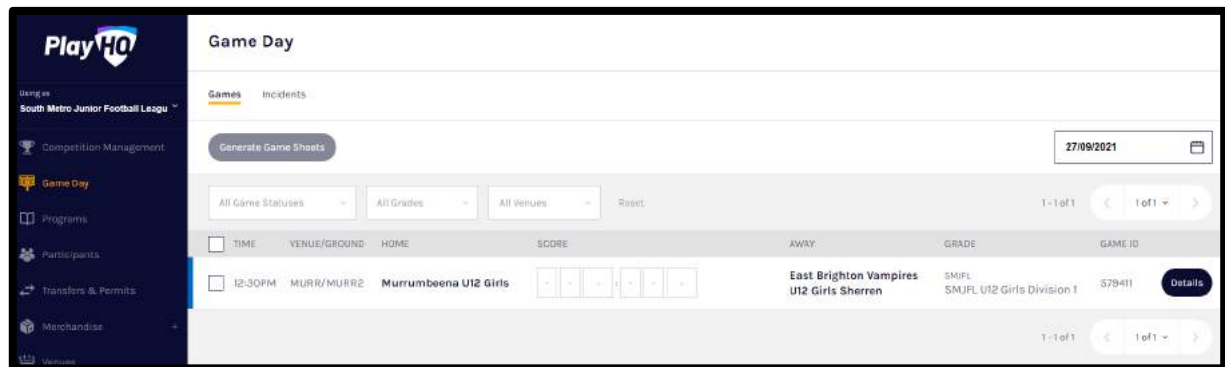 PlayHQ
Using as
South Metro Junior Football Leagu
Competition Management
Game Day
Programs
Participants
Transfers & Permits
Merchandise +
Venues
Game Day
Games Incidents
Generate Game Sheets
27/09/2021
All Game Statuses All Grades All Venues Reset
1-1 of 1 1 of 1
TIME VENUE/GROUND HOME SCORE AWAY GRADE GAME ID
12:30PM MURR/MURR2 Murrumbeena U12 Girls - - - : - - - East Brighton Vampires U12 Girls Sherren SMJFL SMJFL U12 Girls Division 1 579411 Details
1-1 of 1 1 of 1